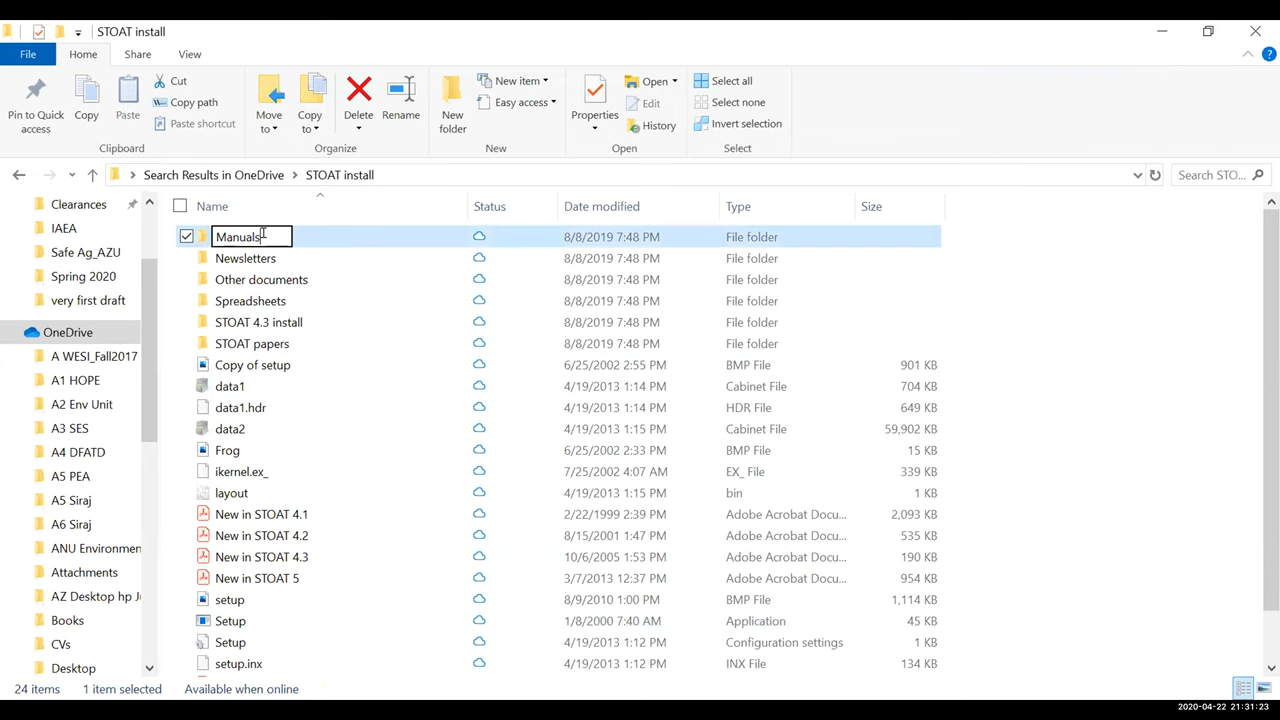 STOAT install
File Home Share View
Pin to Quick access
Copy
Paste
Cut
Copy path
Paste shortcut
Clipboard
Move to
Copy to
Delete
Rename
Organize
New folder
New item
Easy access
New
Properties
Open
Edit
History
Open
Select all
Select none
Invert selection
Select
Search Results in OneDrive STOAT install
Search STO...
Clearances
IAEA
Safe Ag_AZU
Spring 2020
very first draft
OneDrive
A WESI_Fall2017
A1 HOPE
A2 Env Unit
A3 SES
A4 DFATD
A5 PEA
A5 Siraj
A6 Siraj
ANU Environmen
Attachments
AZ Desktop hp Ju
Books
CVs
Desktop
Name Status Date modified Type Size
Manuals 8/8/2019 7:48 PM File folder
Newsletters 8/8/2019 7:48 PM File folder
Other documents 8/8/2019 7:48 PM File folder
Spreadsheets 8/8/2019 7:48 PM File folder
STOAT 4.3 install 8/8/2019 7:48 PM File folder
STOAT papers 8/8/2019 7:48 PM File folder
Copy of setup 6/25/2002 2:55 PM BMP File 901 KB
data1 4/19/2013 1:14 PM Cabinet File 704 KB
data1.hdr 4/19/2013 1:14 PM HDR File 649 KB
data2 4/19/2013 1:15 PM Cabinet File 59,902 KB
Frog 6/25/2002 2:33 PM BMP File 15 KB
ikernel.ex_ 7/25/2002 4:07 AM EX_ File 339 KB
layout 4/19/2013 1:15 PM bin 1 KB
New in STOAT 4.1 2/22/1999 2:39 PM Adobe Acrobat Docu... 2,093 KB
New in STOAT 4.2 8/15/2001 1:47 PM Adobe Acrobat Docu... 535 KB
New in STOAT 4.3 10/6/2005 1:53 PM Adobe Acrobat Docu... 190 KB
New in STOAT 5 3/7/2013 12:37 PM Adobe Acrobat Docu... 954 KB
setup 8/9/2010 1:00 PM BMP File 1,114 KB
Setup 1/8/2000 7:40 AM Application 45 KB
Setup 4/19/2013 1:12 PM Configuration settings 1 KB
setup.inx 4/19/2013 1:12 PM INX File 134 KB
24 items 1 item selected Available when online
2020-04-22 21:31:23